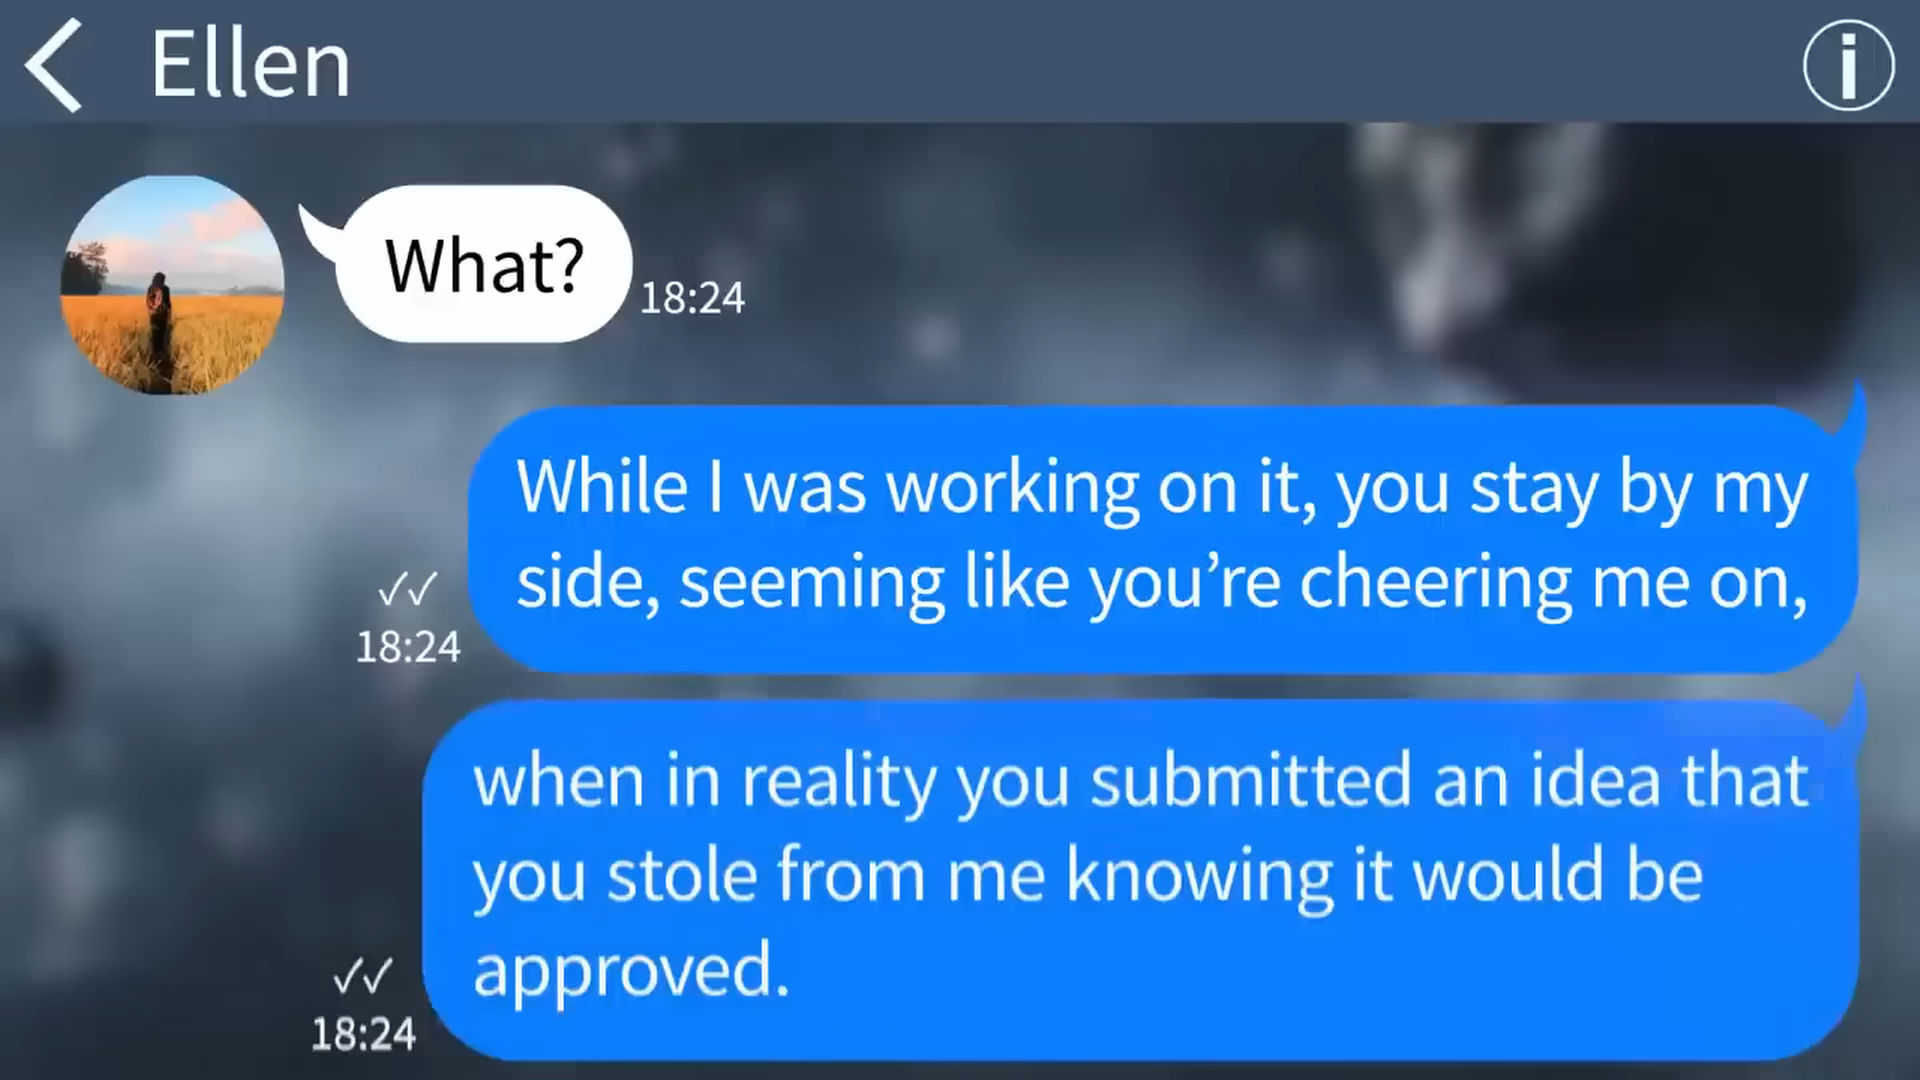 Ellen
What?
18:24
While I was working on it, you stay by my
side, seeming like you’re cheering me on,
18:24
when in reality you submitted an idea that
you stole from me knowing it would be
approved.
18:24